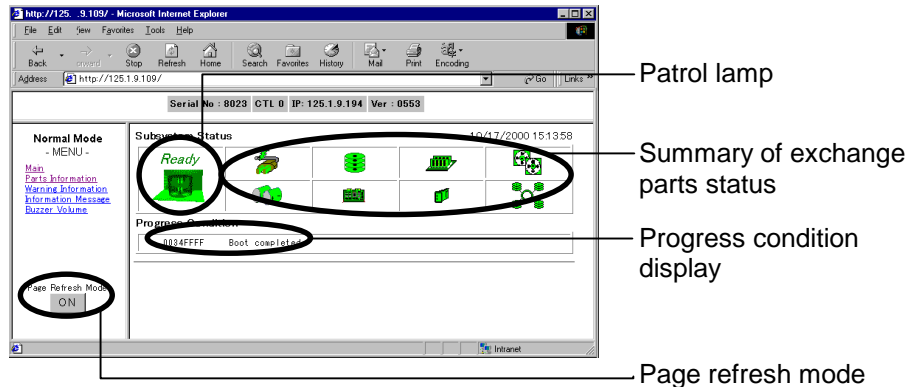 http://125. .9.109/ - Microsoft Internet Explorer
File Edit View Favorites Tools Help
Back Stop Refresh Home Search Favorites History Mail Print Encoding
Address http://125.1.9.109/ Go Links »
Serial No : 8023 CTL 0 IP: 125.1.9.194 Ver : 0553
Normal Mode
- MENU -
Main
Parts Information
Warning Information
Information Message
Buzzer Volume
Page Refresh Mode
ON
Subsystem Status 10/17/2000 15:13:58
Ready
Progress Condition
0034FFFF Boot completed
Intranet
Patrol lamp
Summary of exchange
parts status
Progress condition
display
Page refresh mode